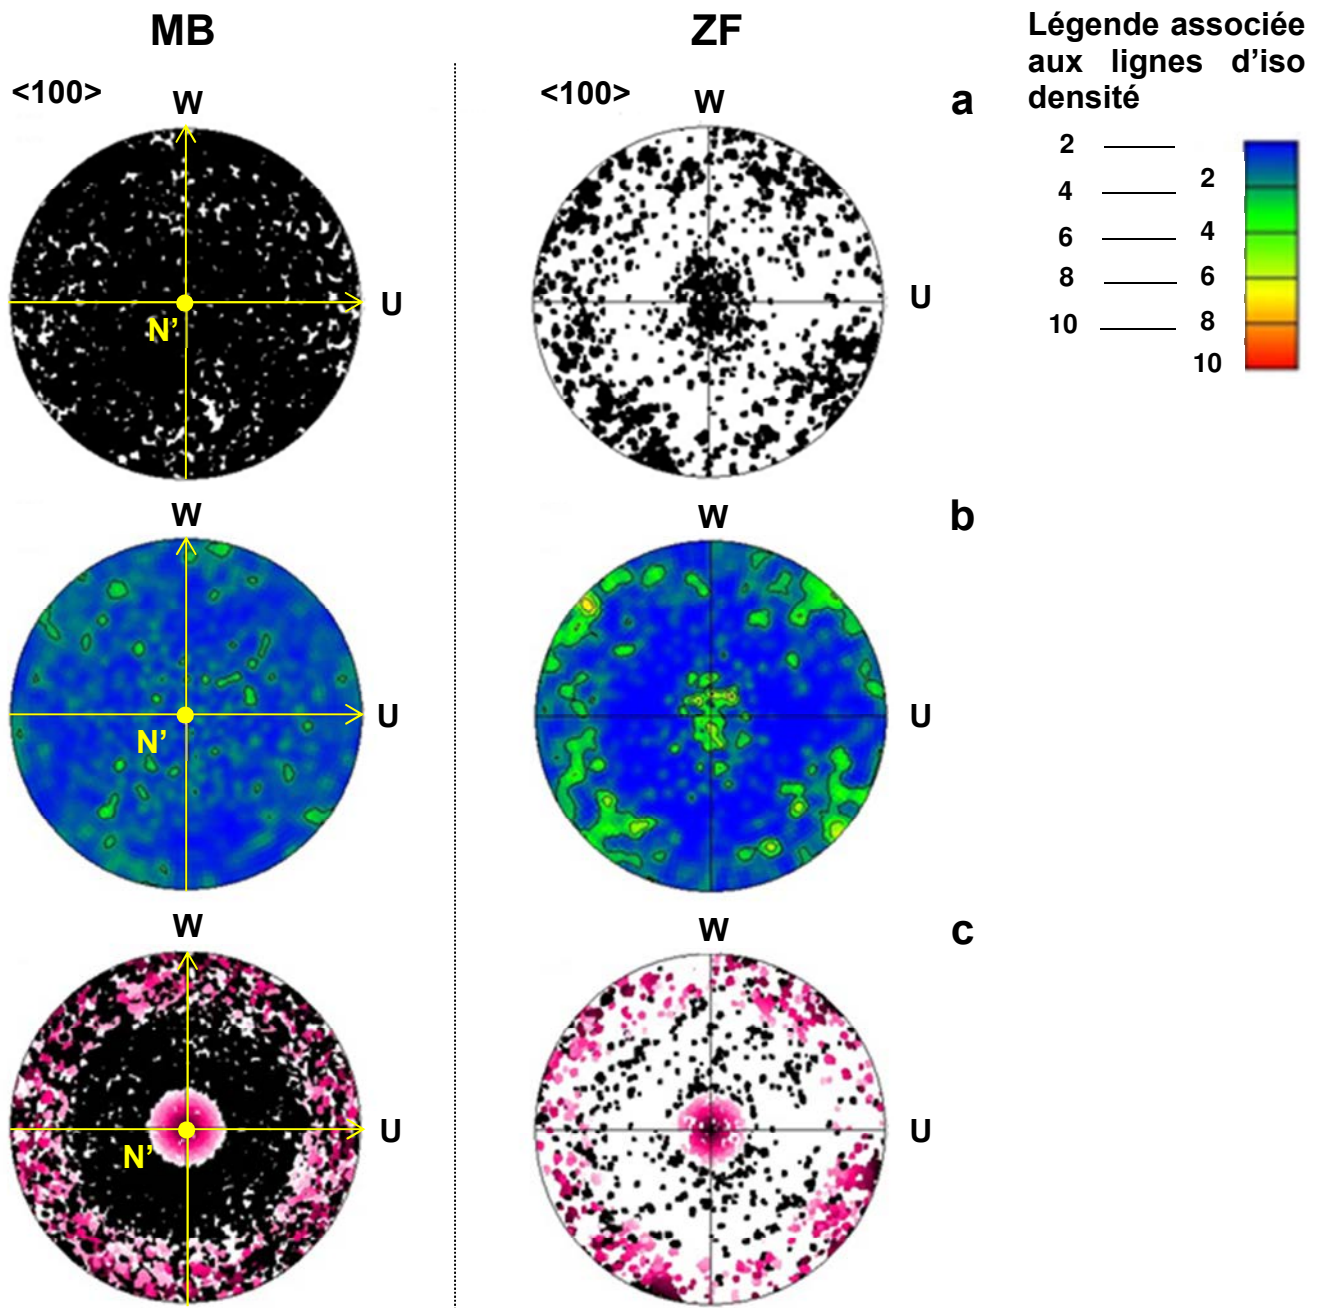 MB
ZF
Légende associée
aux lignes d’iso
densité
<100>
W
<100>
W
a
2
2
4
4
6
6
8
8
10
10
U
N’
U
W
W
b
U
N’
U
W
W
c
U
N’
U